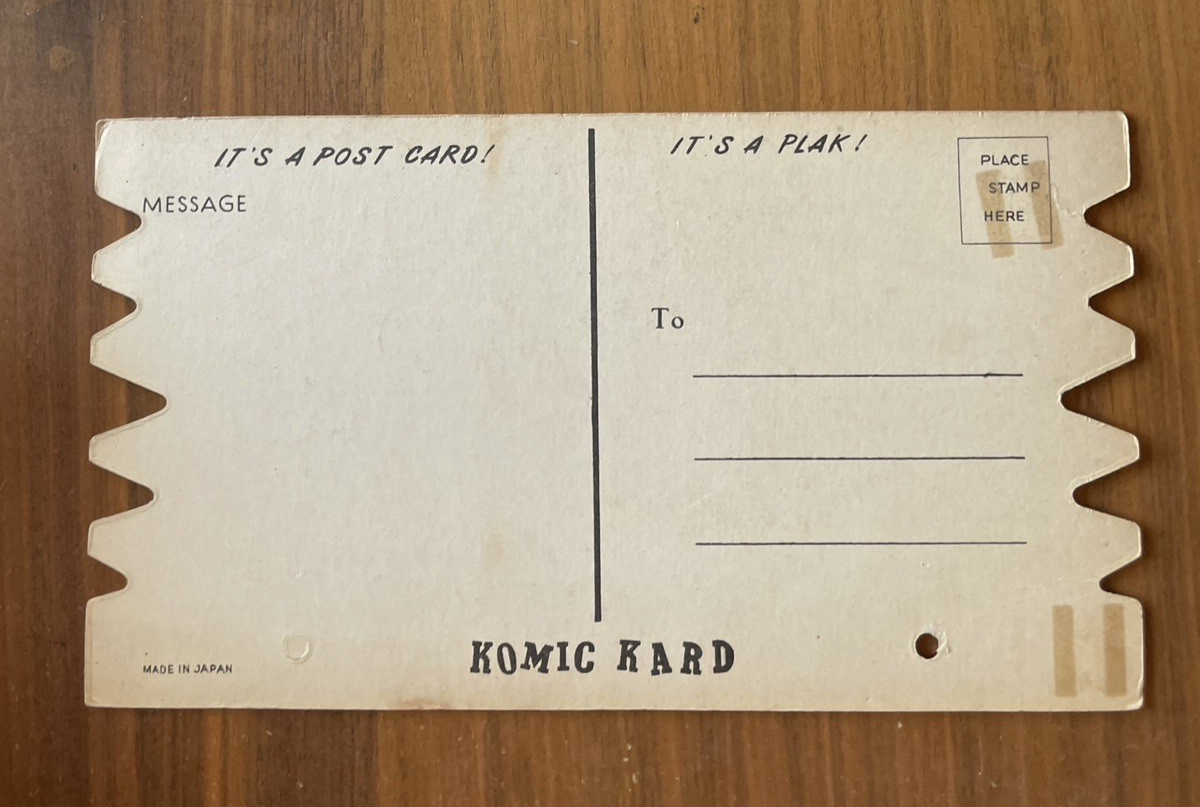 IT'S A POST CARD!
MESSAGE
IT'S A PLAK!
PLACE
STAMP
HERE
To
KOMIC KARD
MADE IN JAPAN